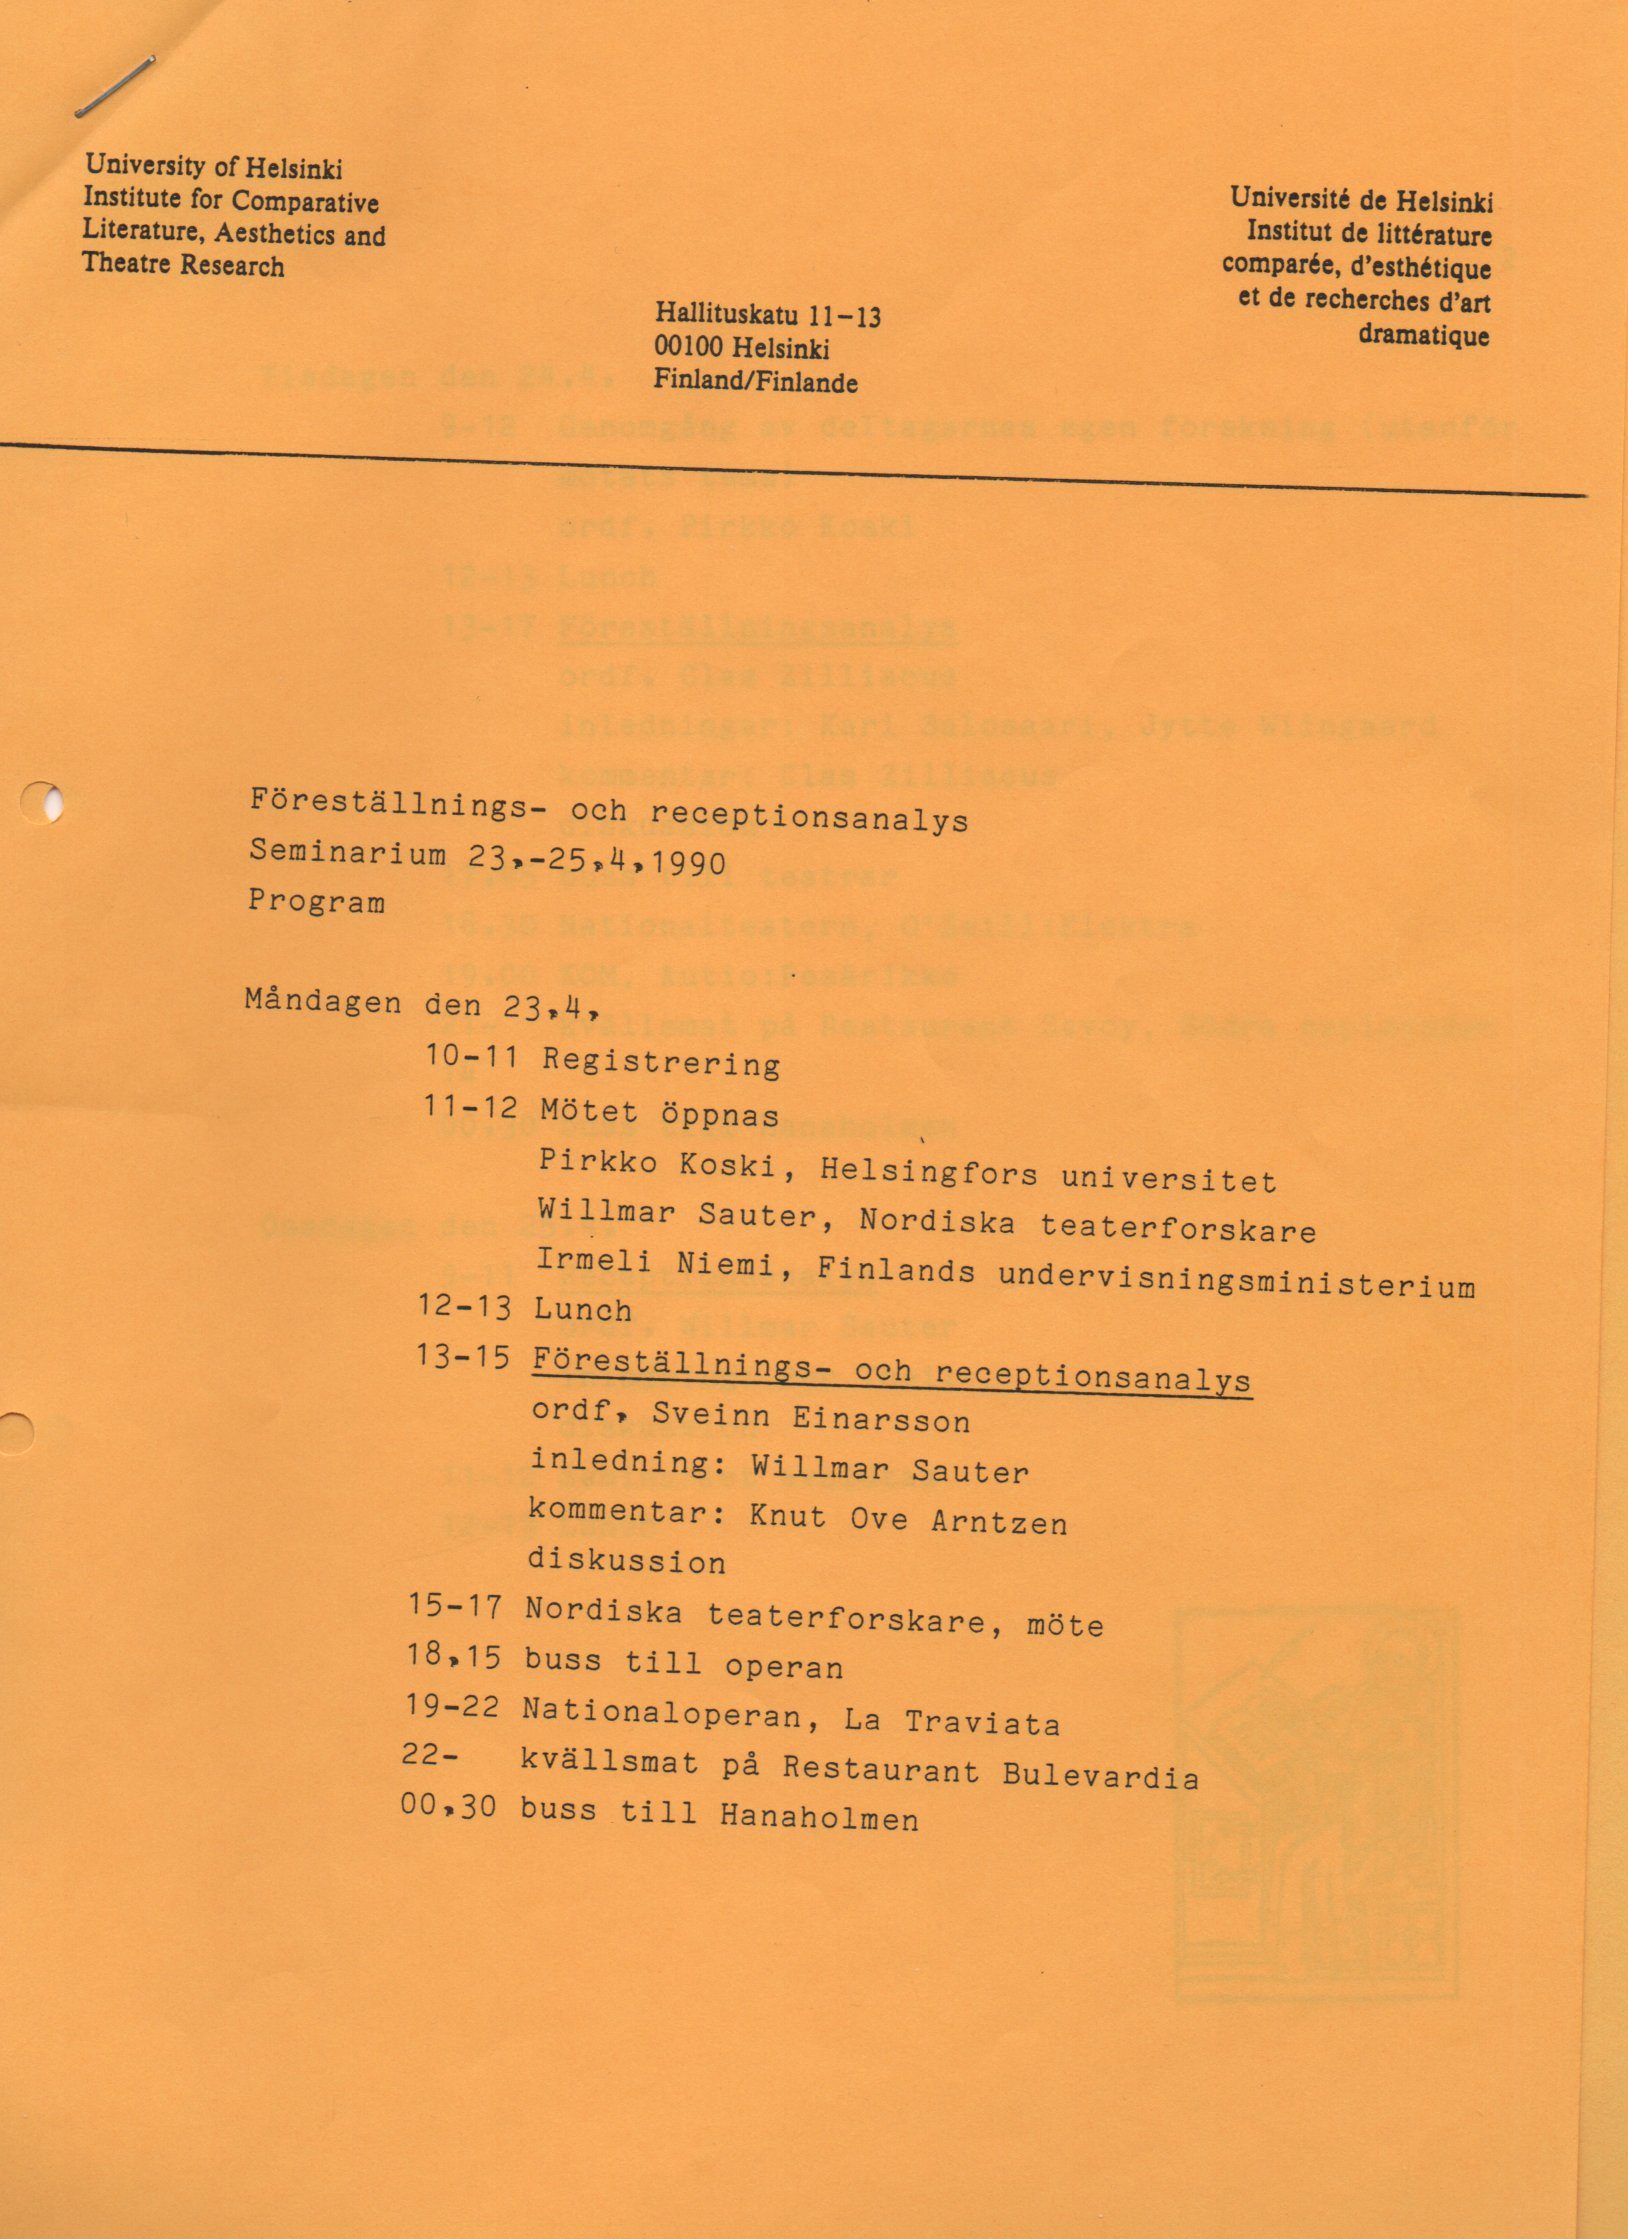 University of Helsinki
Institute for Comparative
Literature, Aesthetics and
Theatre Research
Université de Helsinki
Institut de littérature
comparée, d'esthétique
et de recherches d'art
dramatique
Hallituskatu 11–13
00100 Helsinki
Finland/Finlande
Föreställnings- och receptionsanalys
Seminarium 23.-25.4.1990
Program
Måndagen den 23.4.
10-11 Registrering
11-12 Mötet öppnas
Pirkko Koski, Helsingfors universitet
Willmar Sauter, Nordiska teaterforskare
Irmeli Niemi, Finlands undervisningsministerium
12-13 Lunch
13-15 Föreställnings- och receptionsanalys
ordf. Sveinn Einarsson
inledning: Willmar Sauter
kommentar: Knut Ove Arntzen
diskussion
15-17 Nordiska teaterforskare, möte
18.15 buss till operan
19-22 Nationaloperan, La Traviata
22- kvällsmat på Restaurant Bulevardia
00.30 buss till Hanaholmen